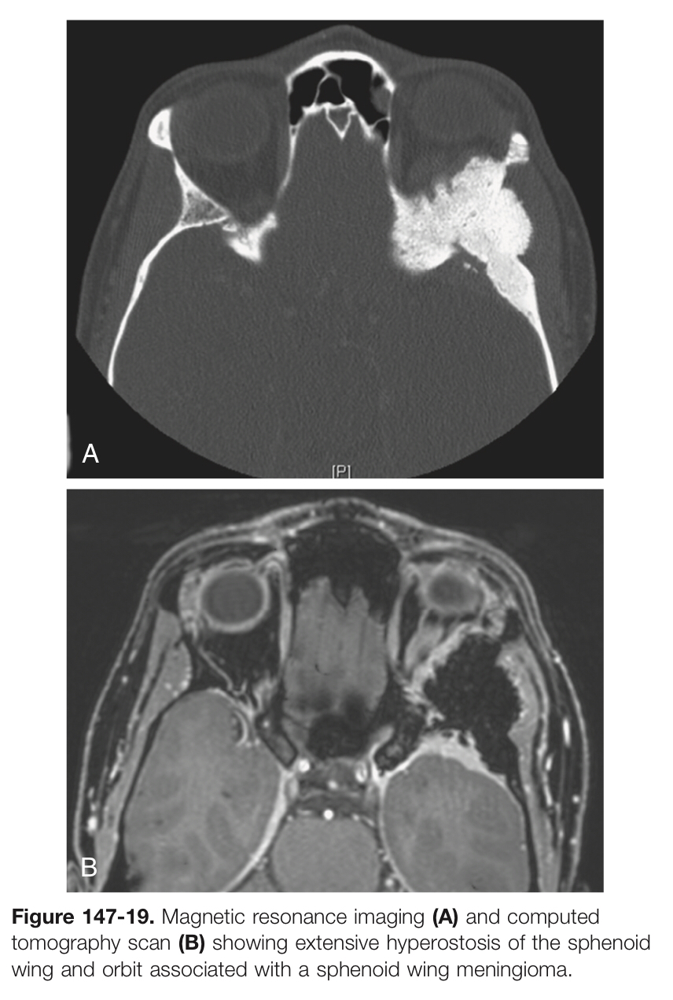 A
[P]
B
Figure 147-19. Magnetic resonance imaging (A) and computed
tomography scan (B) showing extensive hyperostosis of the sphenoid
wing and orbit associated with a sphenoid wing meningioma.